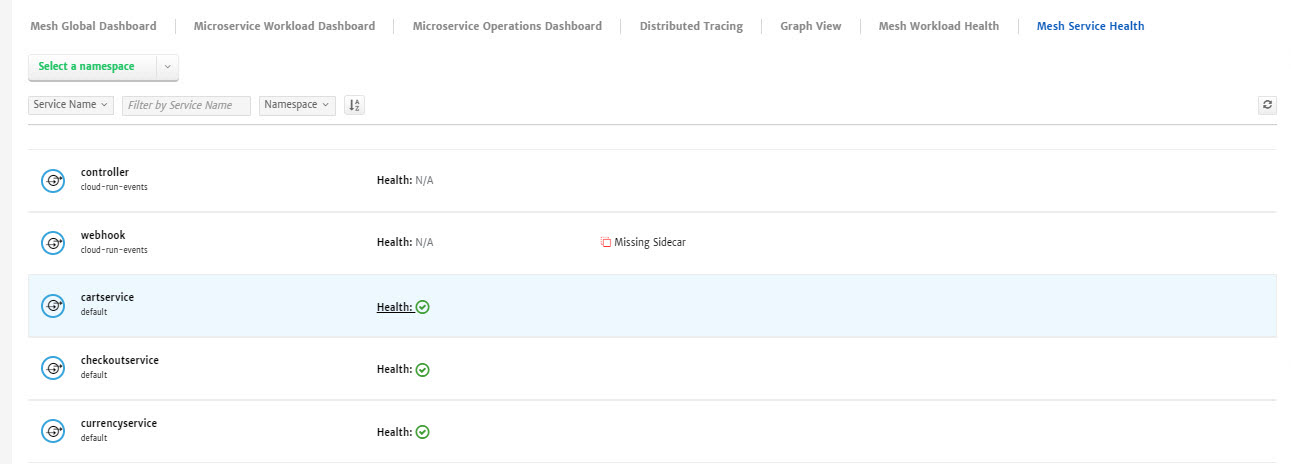 Mesh Global Dashboard Microservice Workload Dashboard Microservice Operations Dashboard Distributed Tracing Graph View Mesh Workload Health Mesh Service Health
Select a namespace
Service Name Filter by Service Name Namespace
controller
cloud-run-events
Health: N/A
webhook
cloud-run-events
Health: N/A
Missing Sidecar
cartservice
default
Health:
checkoutservice
default
Health:
currencyservice
default
Health: